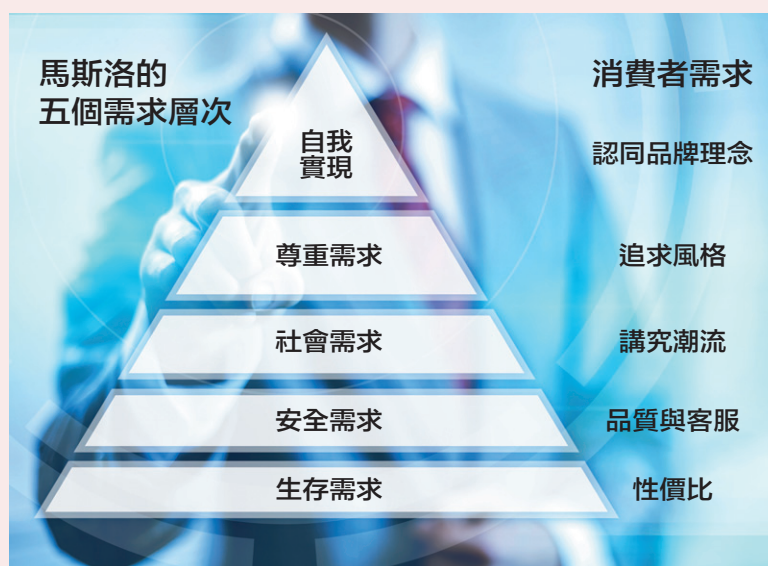 馬斯洛的
五個需求層次
消費者需求
自我
實現
認同品牌理念
尊重需求
追求風格
社會需求
講究潮流
安全需求
品質與客服
生存需求
性價比